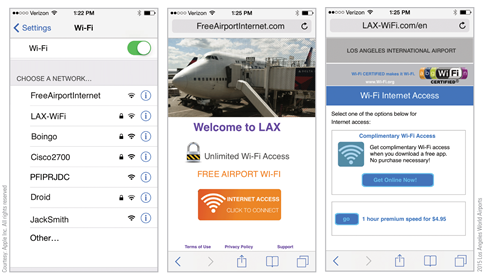 Verizon 1:22 PM
Settings Wi-Fi
Wi-Fi
CHOOSE A NETWORK...
FreeAirportInternet
LAX-WiFi
Boingo
Cisco2700
PFIPRJDC
Droid
JackSmith
Other...
Courtesy: Apple Inc. All rights reserved
Verizon 1:25 PM
FreeAirportInternet.com
Welcome to LAX
Unlimited Wi-Fi Access
FREE AIRPORT WI-FI
INTERNET ACCESS
CLICK TO CONNECT
Terms of Use Privacy Policy Support
Verizon 1:25 PM
LAX-WiFi.com/en
LOS ANGELES INTERNATIONAL AIRPORT
Wi-Fi CERTIFIED makes it Wi-Fi.
www.Wi-Fi.org
Wi Fi
CERTIFIED
Wi-Fi Internet Access
Select one of the options below for
Internet access:
Complimentary Wi-Fi Access
Get complimentary Wi-Fi access
when you download a free app.
No purchase necessary!
Get Online Now!
go 1 hour premium speed for $4.95
2015 Los Angeles World Airports